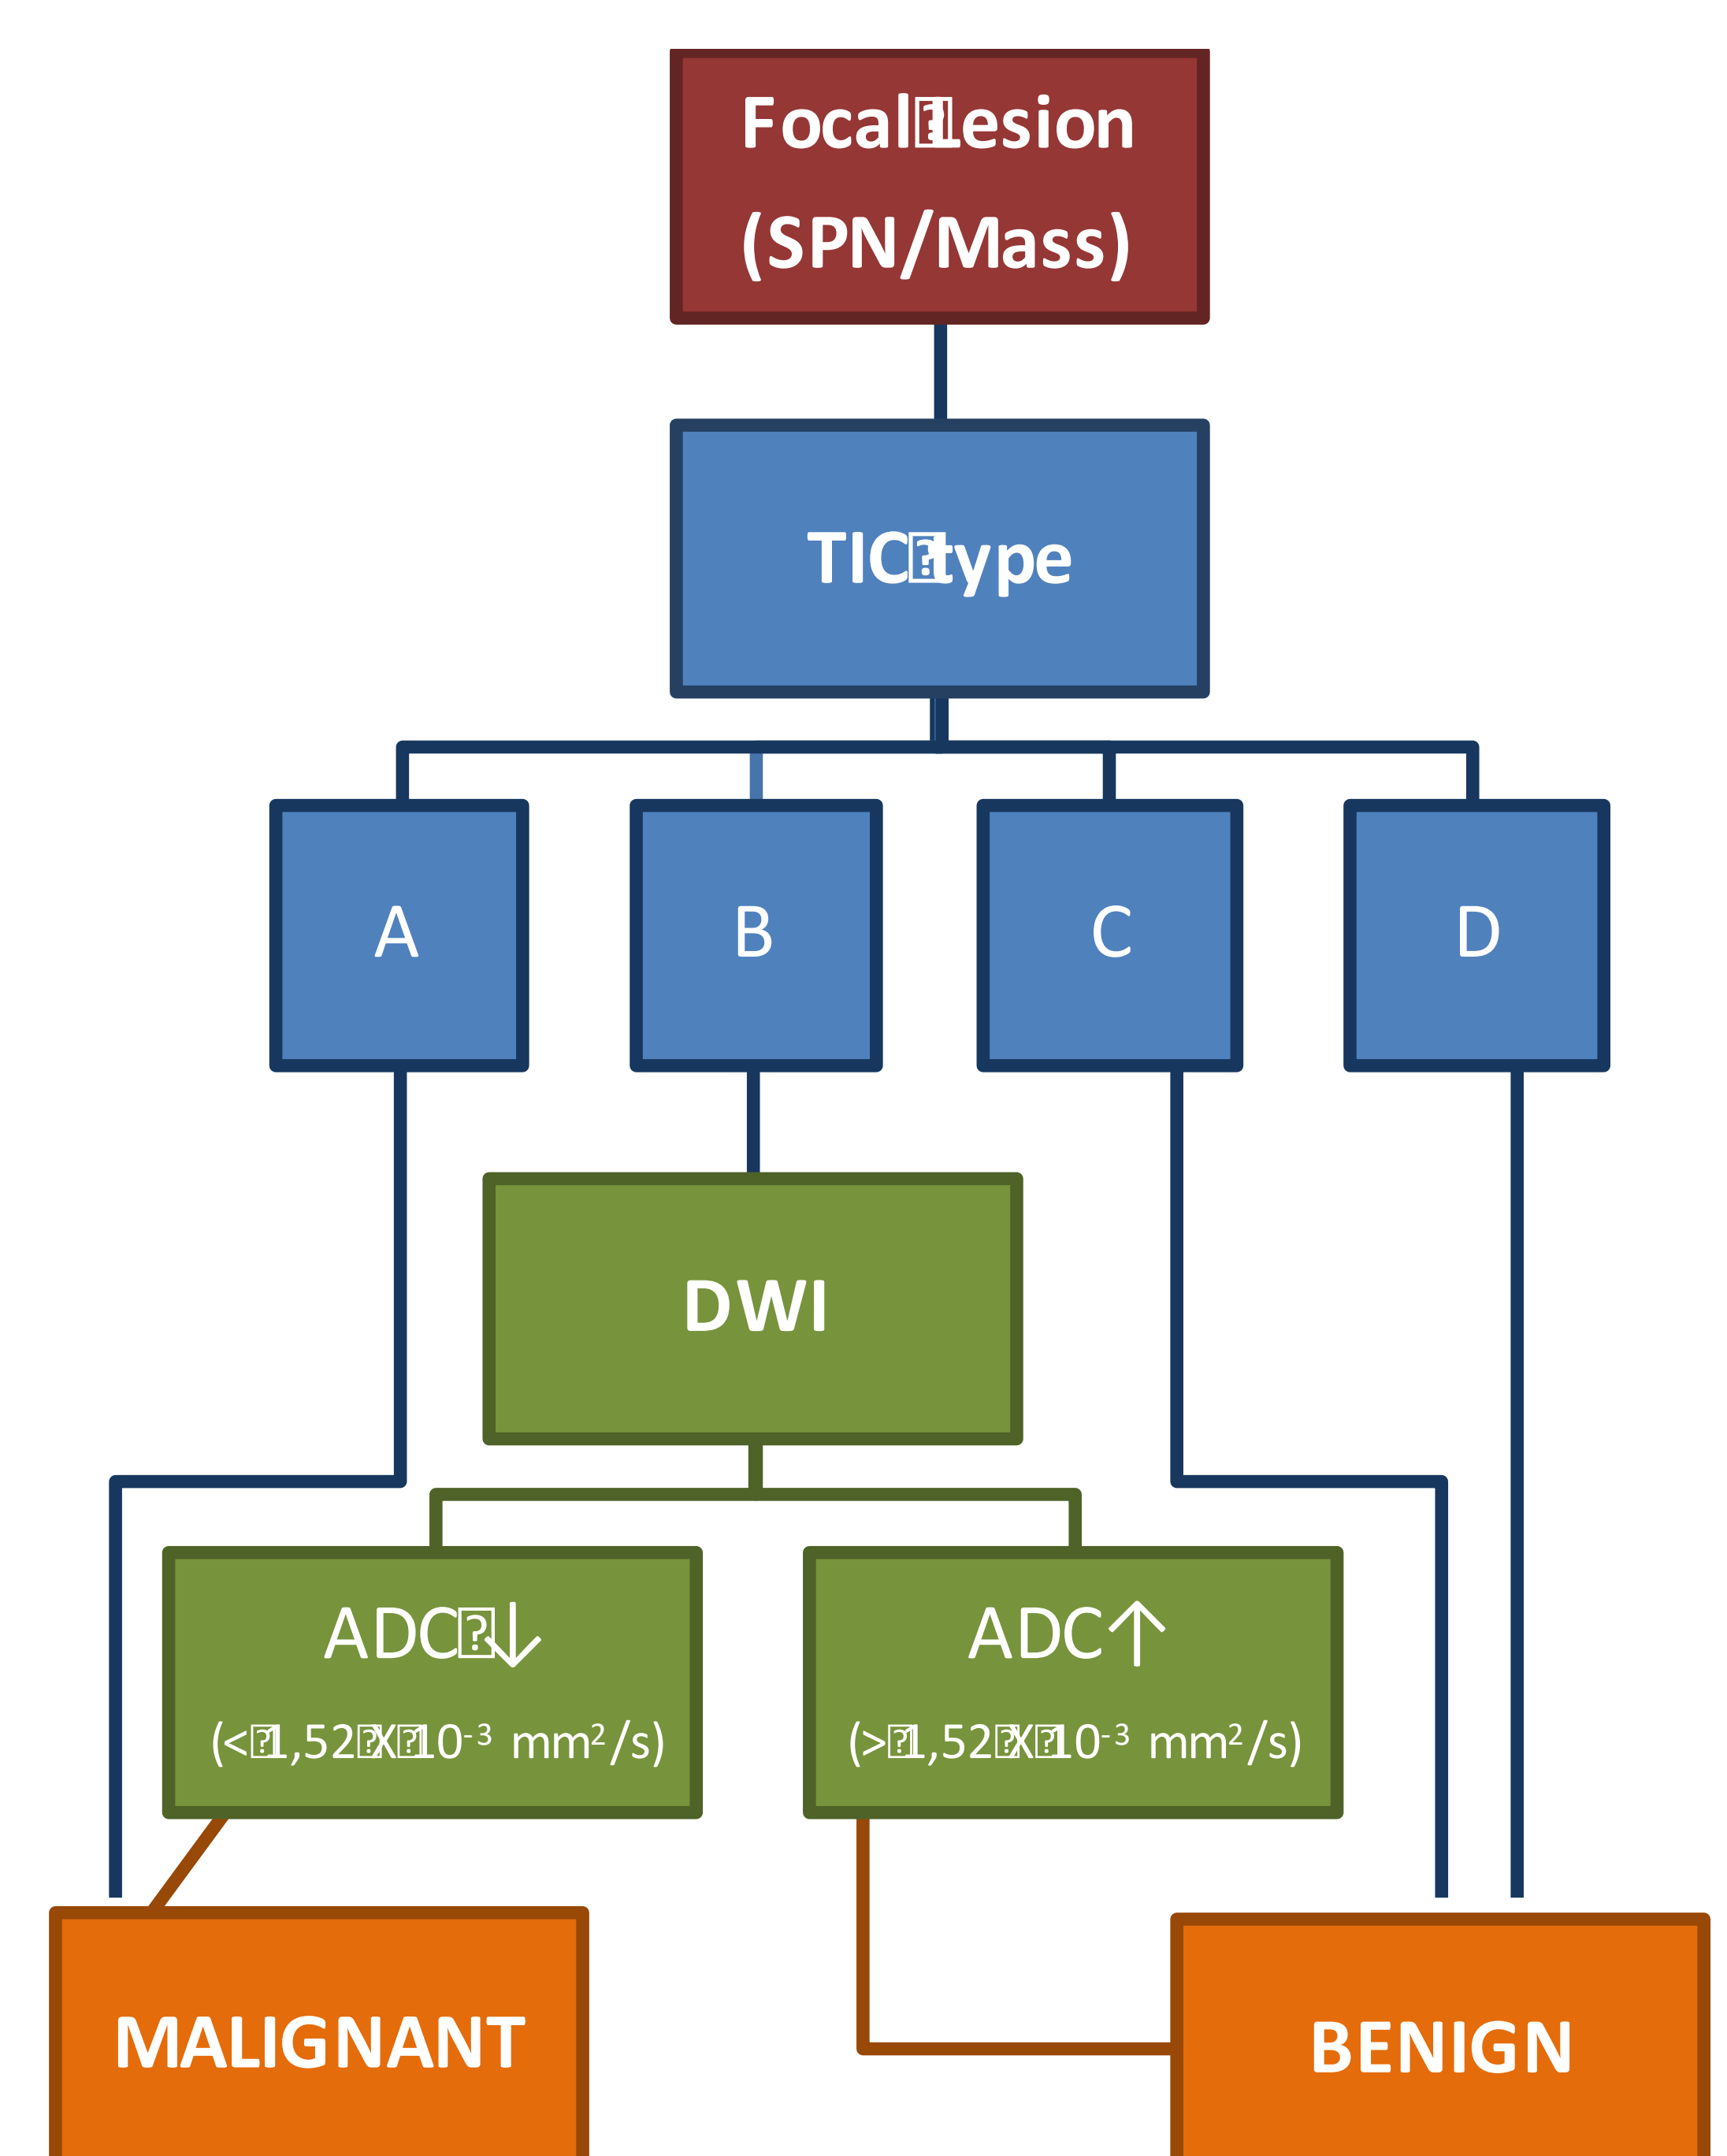 Focal Lesion
(SPN/Mass)
TIC type
A
B
C
D
DWI
ADC ↓
ADC↑
(< 1,52 X 10⁻³ mm²/s)
(> 1,52 X 10⁻³ mm²/s)
MALIGNANT
BENIGN